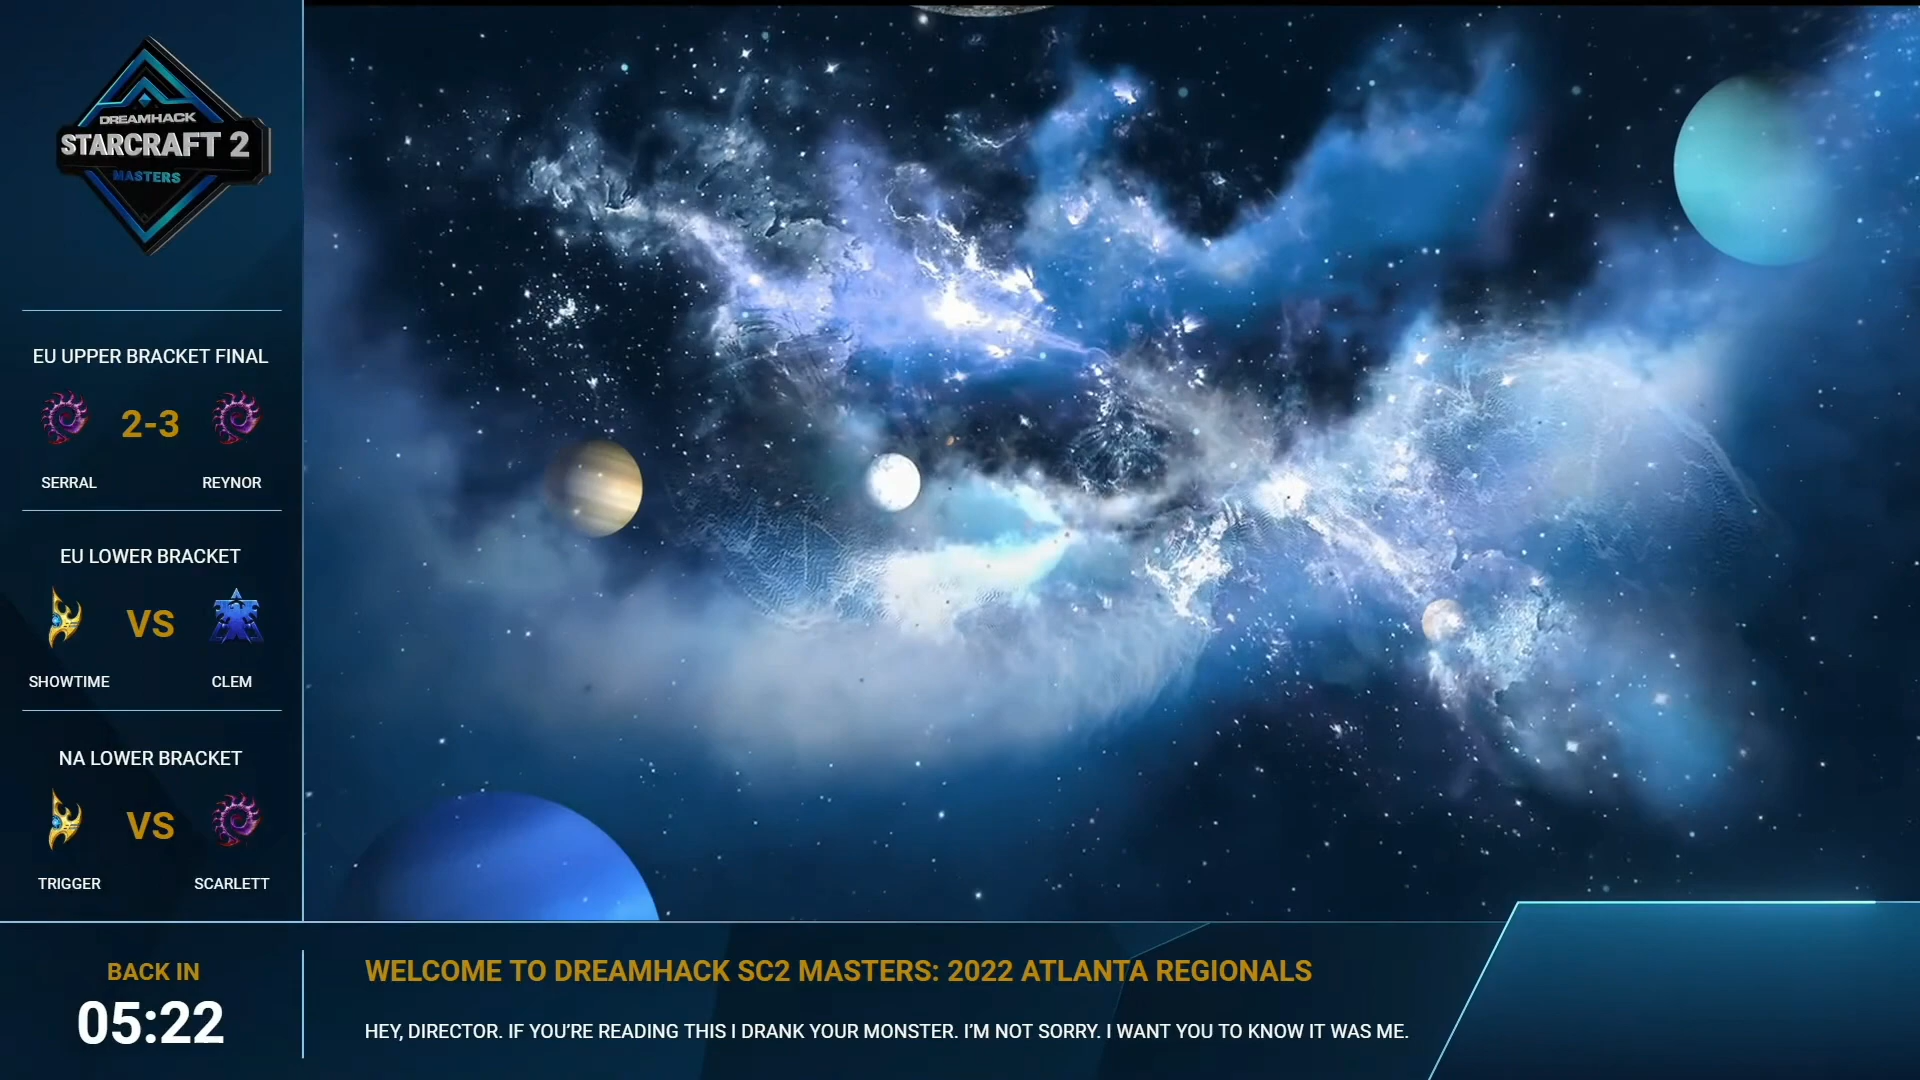 DREAMHACK
STARCRAFT 2
MASTERS
EU UPPER BRACKET FINAL
2-3
SERRAL REYNOR
EU LOWER BRACKET
VS
SHOWTIME CLEM
NA LOWER BRACKET
VS
TRIGGER SCARLETT
BACK IN
05:22
WELCOME TO DREAMHACK SC2 MASTERS: 2022 ATLANTA REGIONALS
HEY, DIRECTOR. IF YOU’RE READING THIS I DRANK YOUR MONSTER. I’M NOT SORRY. I WANT YOU TO KNOW IT WAS ME.